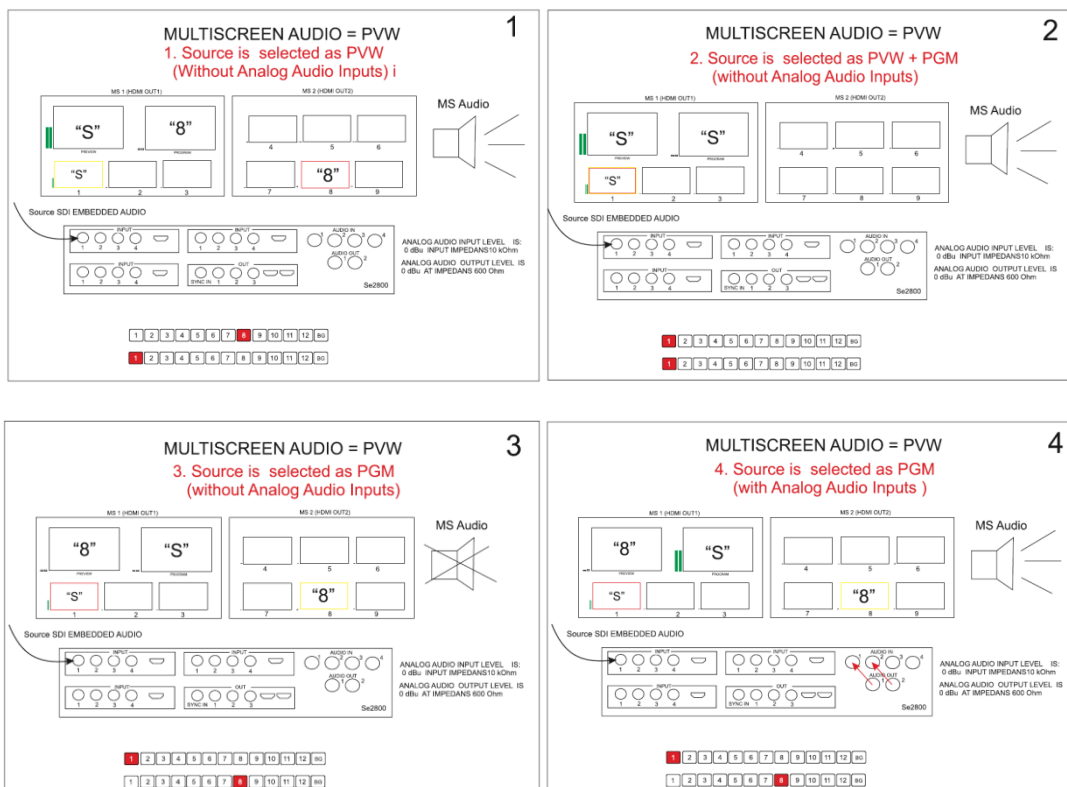 1
MULTISCREEN AUDIO = PVW
1. Source is selected as PVW
(Without Analog Audio Inputs) i
MS 1 (HDMI OUT1)
MS 2 (HDMI OUT2)
MS Audio
“S”
“8”
PREVIEW
PROGRAM
4 5 6
“S”
“8”
1 2 3
7 8 9
Source SDI EMBEDDED AUDIO
INPUT
INPUT
AUDIO IN
1 2 3 4
1 2 3 4
1 2 3 4
AUDIO OUT
1 2
INPUT
OUT
1 2 3 4
SYNC IN 1 2 3
Se2800
ANALOG AUDIO INPUT LEVEL IS:
0 dBu INPUT IMPEDANS10 kOhm
ANALOG AUDIO OUTPUT LEVEL IS
0 dBu AT IMPEDANS 600 Ohm
1 2 3 4 5 6 7 8 9 10 11 12 BG
1 2 3 4 5 6 7 8 9 10 11 12 BG
2
MULTISCREEN AUDIO = PVW
2. Source is selected as PVW + PGM
(without Analog Audio Inputs)
MS 1 (HDMI OUT1)
MS 2 (HDMI OUT2)
MS Audio
“S”
“S”
PREVIEW
PROGRAM
4 5 6
“S”
1 2 3
7 8 9
Source SDI EMBEDDED AUDIO
INPUT
INPUT
AUDIO IN
1 2 3 4
1 2 3 4
1 2 3 4
AUDIO OUT
1 2
INPUT
OUT
1 2 3 4
SYNC IN 1 2 3
Se2800
ANALOG AUDIO INPUT LEVEL IS:
0 dBu INPUT IMPEDANS10 kOhm
ANALOG AUDIO OUTPUT LEVEL IS
0 dBu AT IMPEDANS 600 Ohm
1 2 3 4 5 6 7 8 9 10 11 12 BG
1 2 3 4 5 6 7 8 9 10 11 12 BG
3
MULTISCREEN AUDIO = PVW
3. Source is selected as PGM
(without Analog Audio Inputs)
MS 1 (HDMI OUT1)
MS 2 (HDMI OUT2)
MS Audio
“8”
“S”
PREVIEW
PROGRAM
4 5 6
“S”
“8”
1 2 3
7 8 9
Source SDI EMBEDDED AUDIO
INPUT
INPUT
AUDIO IN
1 2 3 4
1 2 3 4
1 2 3 4
AUDIO OUT
1 2
INPUT
OUT
1 2 3 4
SYNC IN 1 2 3
Se2800
ANALOG AUDIO INPUT LEVEL IS:
0 dBu INPUT IMPEDANS10 kOhm
ANALOG AUDIO OUTPUT LEVEL IS
0 dBu AT IMPEDANS 600 Ohm
1 2 3 4 5 6 7 8 9 10 11 12 BG
1 2 3 4 5 6 7 8 9 10 11 12 BG
4
MULTISCREEN AUDIO = PVW
4. Source is selected as PGM
(with Analog Audio Inputs )
MS 1 (HDMI OUT1)
MS 2 (HDMI OUT2)
MS Audio
“8”
“S”
PREVIEW
PROGRAM
4 5 6
“S”
“8”
1 2 3
7 8 9
Source SDI EMBEDDED AUDIO
INPUT
INPUT
AUDIO IN
1 2 3 4
1 2 3 4
1 2 3 4
AUDIO OUT
1 2
INPUT
OUT
1 2 3 4
SYNC IN 1 2 3
Se2800
ANALOG AUDIO INPUT LEVEL IS:
0 dBu INPUT IMPEDANS10 kOhm
ANALOG AUDIO OUTPUT LEVEL IS
0 dBu AT IMPEDANS 600 Ohm
1 2 3 4 5 6 7 8 9 10 11 12 BG
1 2 3 4 5 6 7 8 9 10 11 12 BG